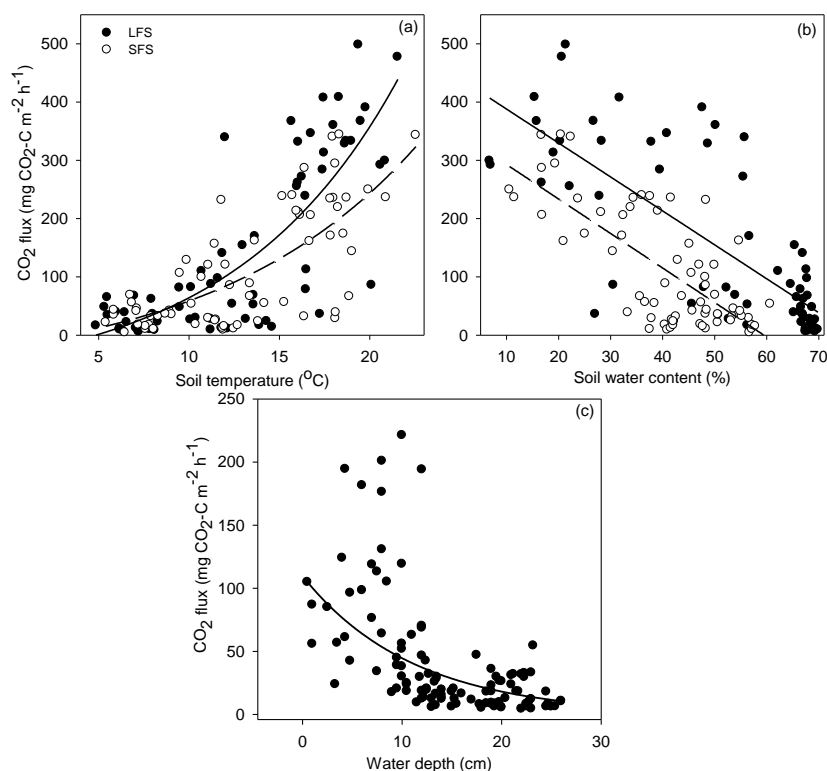 (a)
LFS
SFS
500
400
300
200
100
0
CO2 flux (mg CO2-C m-2 h-1)
5 10 15 20
Soil temperature (oC)
(b)
500
400
300
200
100
0
10 20 30 40 50 60 70
Soil water content (%)
(c)
250
200
150
100
50
0
CO2 flux (mg CO2-C m-2 h-1)
0 10 20 30
Water depth (cm)